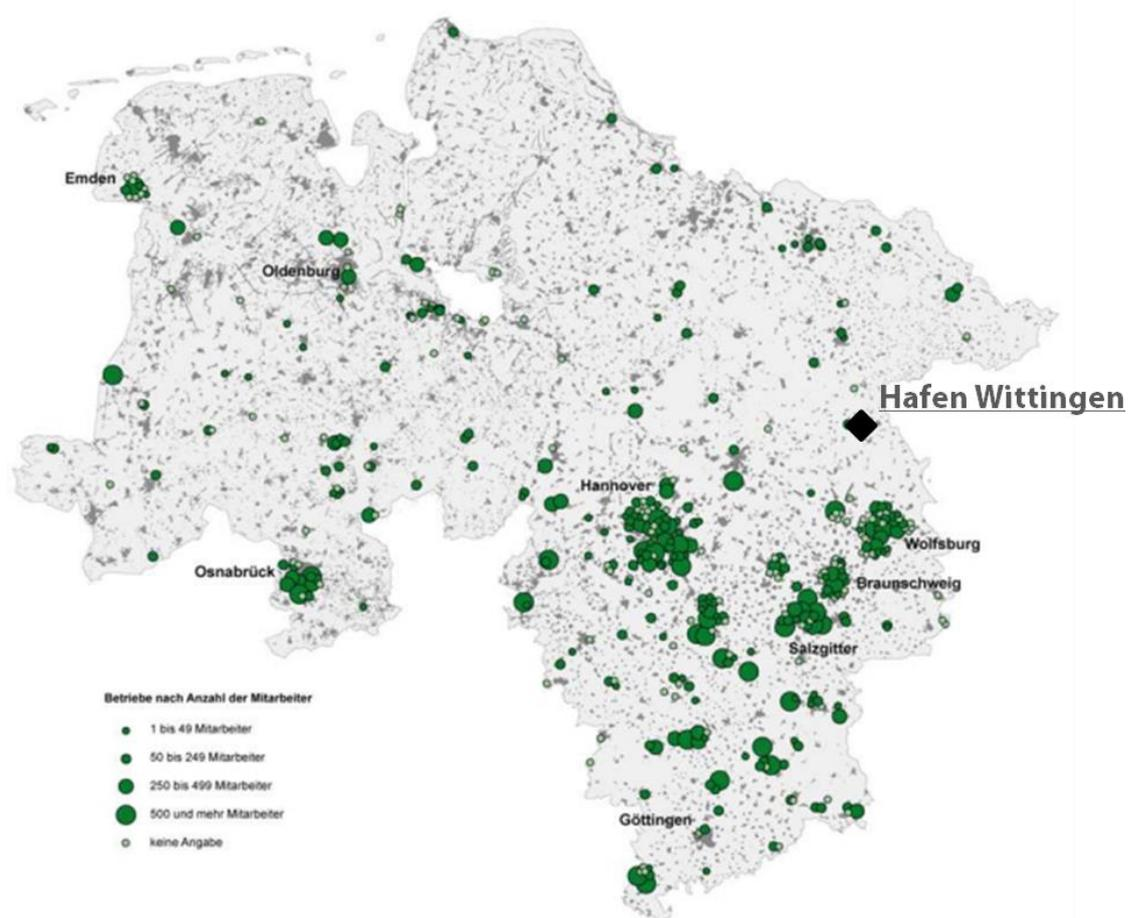 Emden
Oldenburg
Hafen Wittingen
Hannover
Wolfsburg
Osnabrück
Braunschweig
Salzgitter
Betriebe nach Anzahl der Mitarbeiter
1 bis 49 Mitarbeiter
50 bis 249 Mitarbeiter
250 bis 499 Mitarbeiter
500 und mehr Mitarbeiter
Göttingen
keine Angabe